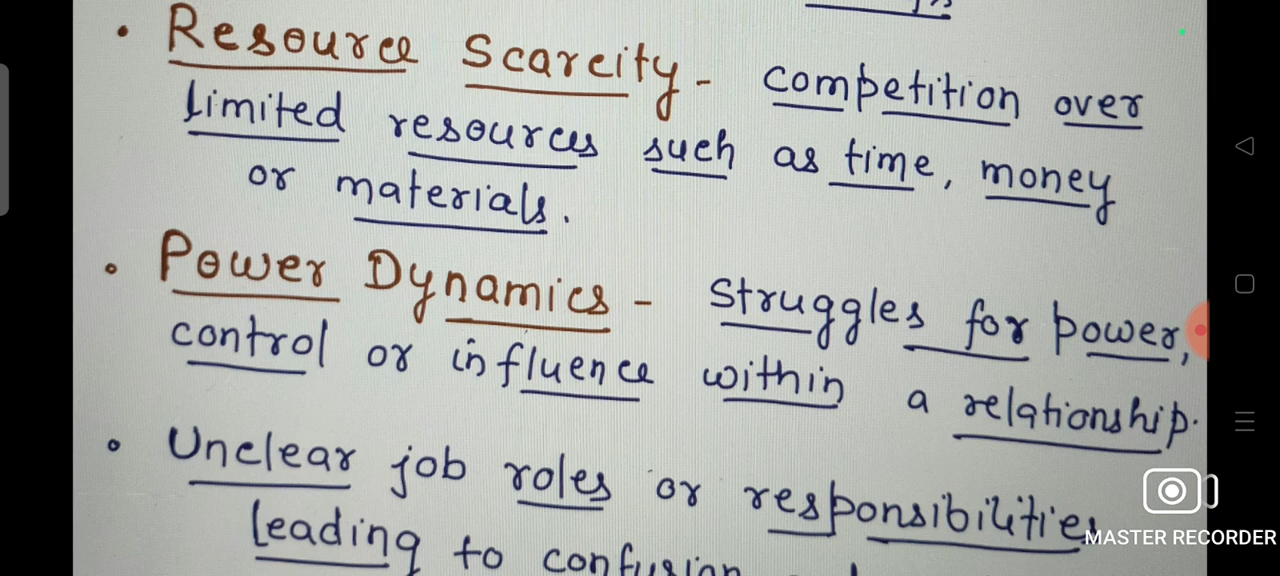 • Resource Scarcity - competition over
limited resources such as time, money
or materials.
• Power Dynamics - Struggles for power,
control or influence within a relationship.
• Unclear job roles or responsibilities
leading to confusion
MASTER RECORDER